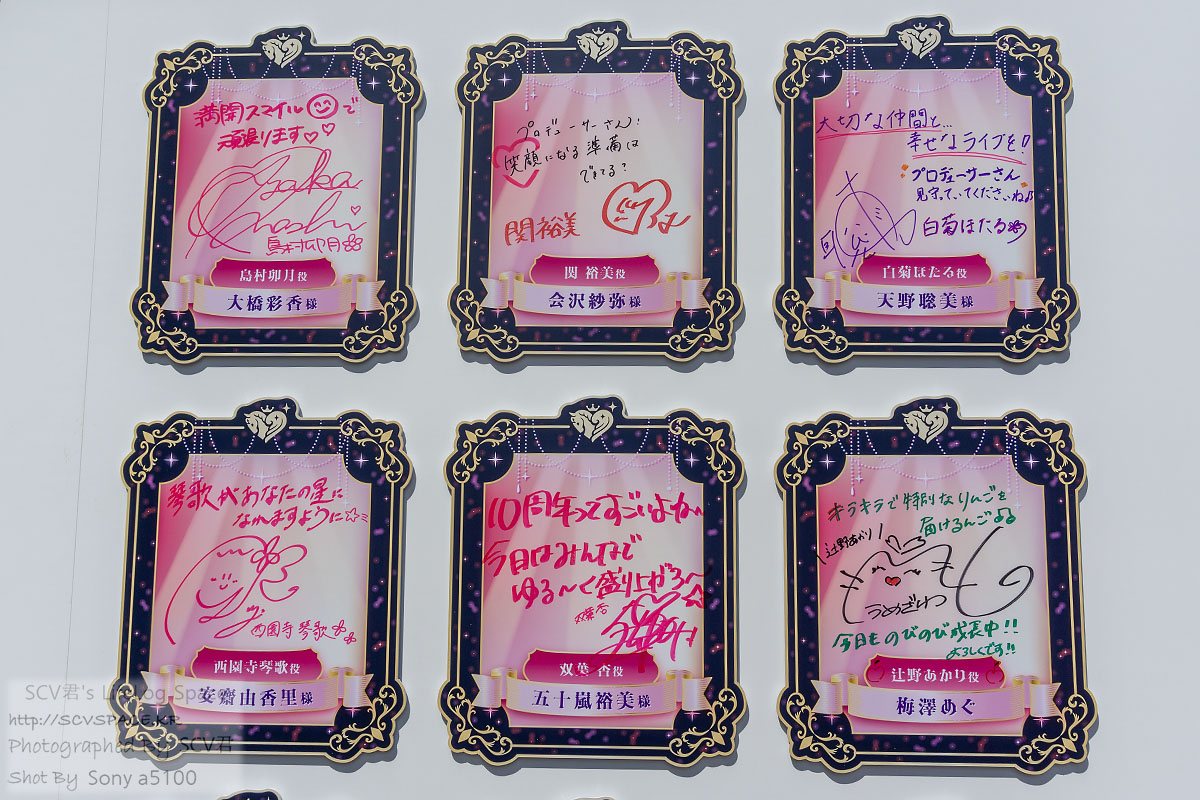 満開スマイルで
頑張ります
島村卯月
島村卯月役
大橋彩香様
プロデューサーさん!
笑顔になる準備は
できてる?
関裕美
関 裕美役
会沢紗弥様
大切な仲間と…
幸せなライブを!!
プロデューサーさん
見守っていてくださいね♪
白菊ほたる
白菊ほたる役
天野聡美様
琴歌があなたの星に
なれますように☆
西園寺琴歌
西園寺琴歌役
安齋由香里様
10周年ってすごいよね〜
今日はみんなで
ゆる〜く盛り上がろ〜
双葉杏
双葉 杏役
五十嵐裕美様
キラキラで特別なりんごを
届けるんご
辻野あかり
うめざわ
今日ものびのび成長中!!
よろしくです!!
辻野あかり役
梅澤めぐ
SCV君's Lifelog Space
http://SCVSPACE.KR
Photographed By SCV君
Shot By Sony a5100